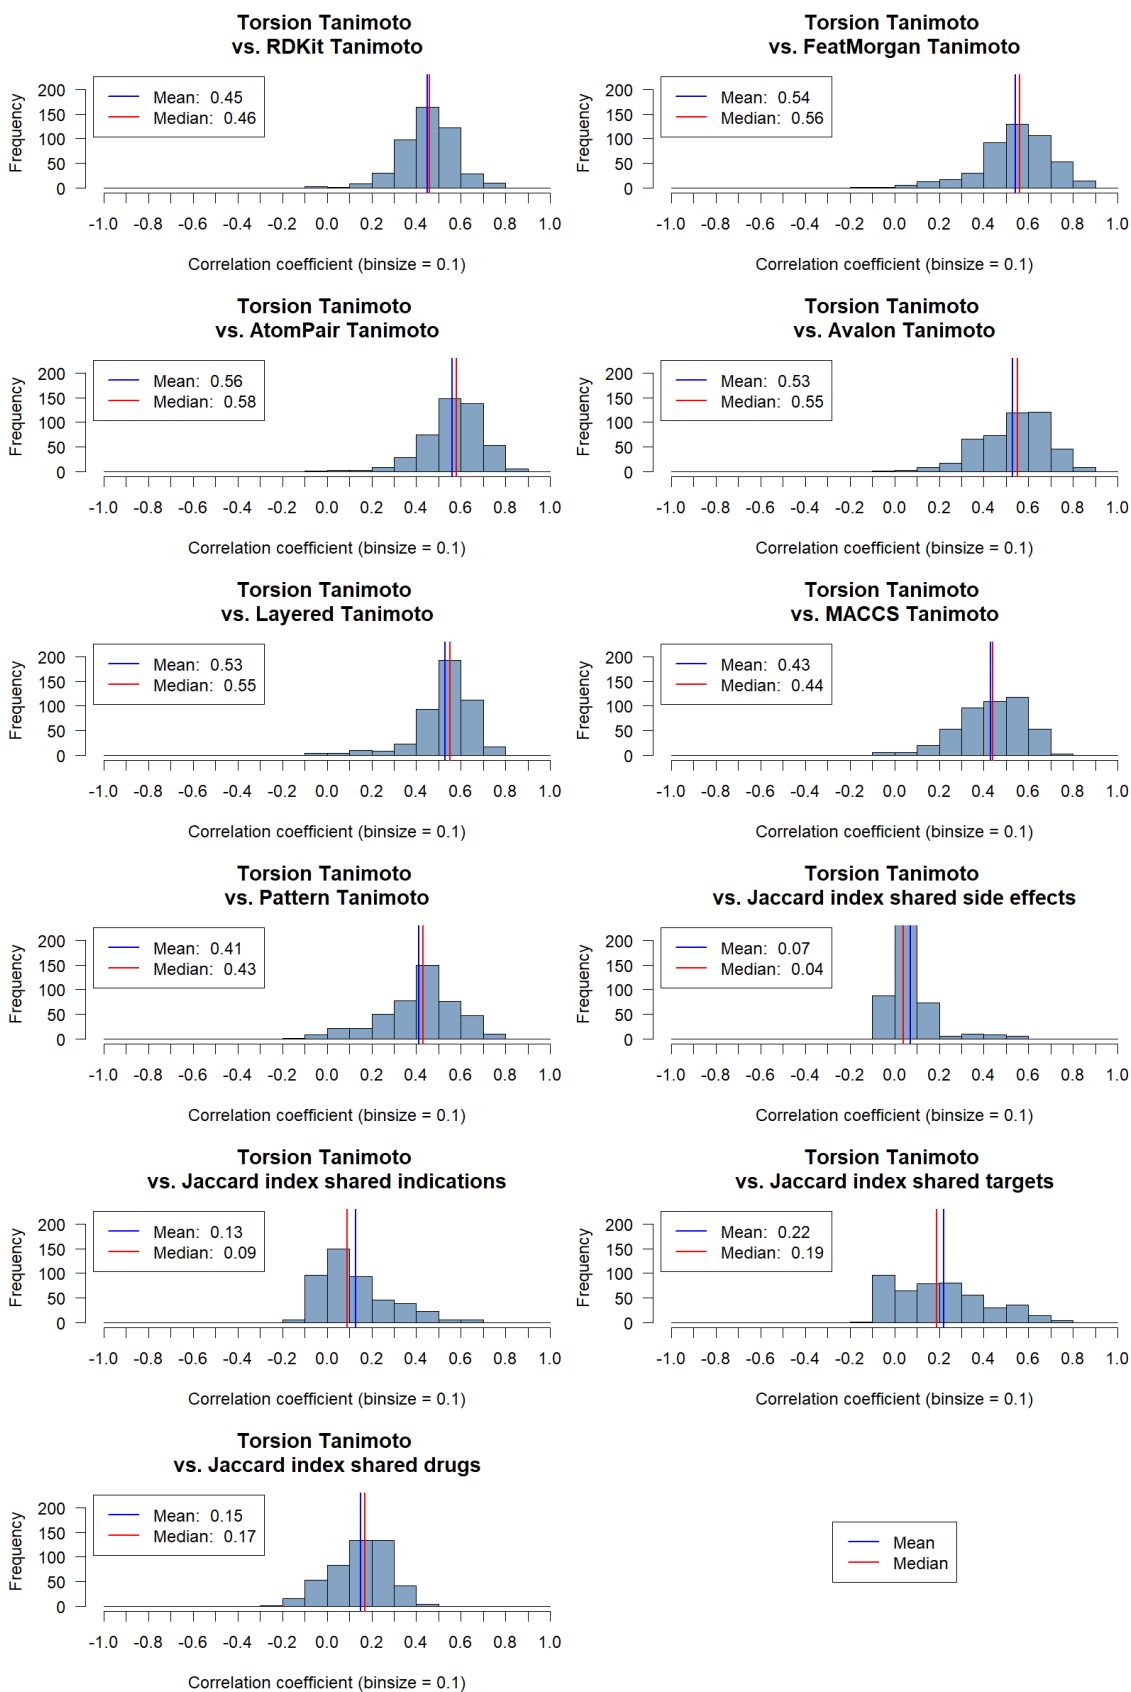 Torsion Tanimoto
vs. RDKit Tanimoto
Frequency
200
150
100
50
0
Mean: 0.45
Median: 0.46
-1.0 -0.8 -0.6 -0.4 -0.2 0.0 0.2 0.4 0.6 0.8 1.0
Correlation coefficient (binsize = 0.1)
Torsion Tanimoto
vs. FeatMorgan Tanimoto
Frequency
200
150
100
50
0
Mean: 0.54
Median: 0.56
-1.0 -0.8 -0.6 -0.4 -0.2 0.0 0.2 0.4 0.6 0.8 1.0
Correlation coefficient (binsize = 0.1)
Torsion Tanimoto
vs. AtomPair Tanimoto
Frequency
200
150
100
50
0
Mean: 0.56
Median: 0.58
-1.0 -0.8 -0.6 -0.4 -0.2 0.0 0.2 0.4 0.6 0.8 1.0
Correlation coefficient (binsize = 0.1)
Torsion Tanimoto
vs. Avalon Tanimoto
Frequency
200
150
100
50
0
Mean: 0.53
Median: 0.55
-1.0 -0.8 -0.6 -0.4 -0.2 0.0 0.2 0.4 0.6 0.8 1.0
Correlation coefficient (binsize = 0.1)
Torsion Tanimoto
vs. Layered Tanimoto
Frequency
200
150
100
50
0
Mean: 0.53
Median: 0.55
-1.0 -0.8 -0.6 -0.4 -0.2 0.0 0.2 0.4 0.6 0.8 1.0
Correlation coefficient (binsize = 0.1)
Torsion Tanimoto
vs. MACCS Tanimoto
Frequency
200
150
100
50
0
Mean: 0.43
Median: 0.44
-1.0 -0.8 -0.6 -0.4 -0.2 0.0 0.2 0.4 0.6 0.8 1.0
Correlation coefficient (binsize = 0.1)
Torsion Tanimoto
vs. Pattern Tanimoto
Frequency
200
150
100
50
0
Mean: 0.41
Median: 0.43
-1.0 -0.8 -0.6 -0.4 -0.2 0.0 0.2 0.4 0.6 0.8 1.0
Correlation coefficient (binsize = 0.1)
Torsion Tanimoto
vs. Jaccard index shared side effects
Frequency
200
150
100
50
0
Mean: 0.07
Median: 0.04
-1.0 -0.8 -0.6 -0.4 -0.2 0.0 0.2 0.4 0.6 0.8 1.0
Correlation coefficient (binsize = 0.1)
Torsion Tanimoto
vs. Jaccard index shared indications
Frequency
200
150
100
50
0
Mean: 0.13
Median: 0.09
-1.0 -0.8 -0.6 -0.4 -0.2 0.0 0.2 0.4 0.6 0.8 1.0
Correlation coefficient (binsize = 0.1)
Torsion Tanimoto
vs. Jaccard index shared targets
Frequency
200
150
100
50
0
Mean: 0.22
Median: 0.19
-1.0 -0.8 -0.6 -0.4 -0.2 0.0 0.2 0.4 0.6 0.8 1.0
Correlation coefficient (binsize = 0.1)
Torsion Tanimoto
vs. Jaccard index shared drugs
Frequency
200
150
100
50
0
Mean: 0.15
Median: 0.17
-1.0 -0.8 -0.6 -0.4 -0.2 0.0 0.2 0.4 0.6 0.8 1.0
Correlation coefficient (binsize = 0.1)
Mean
Median